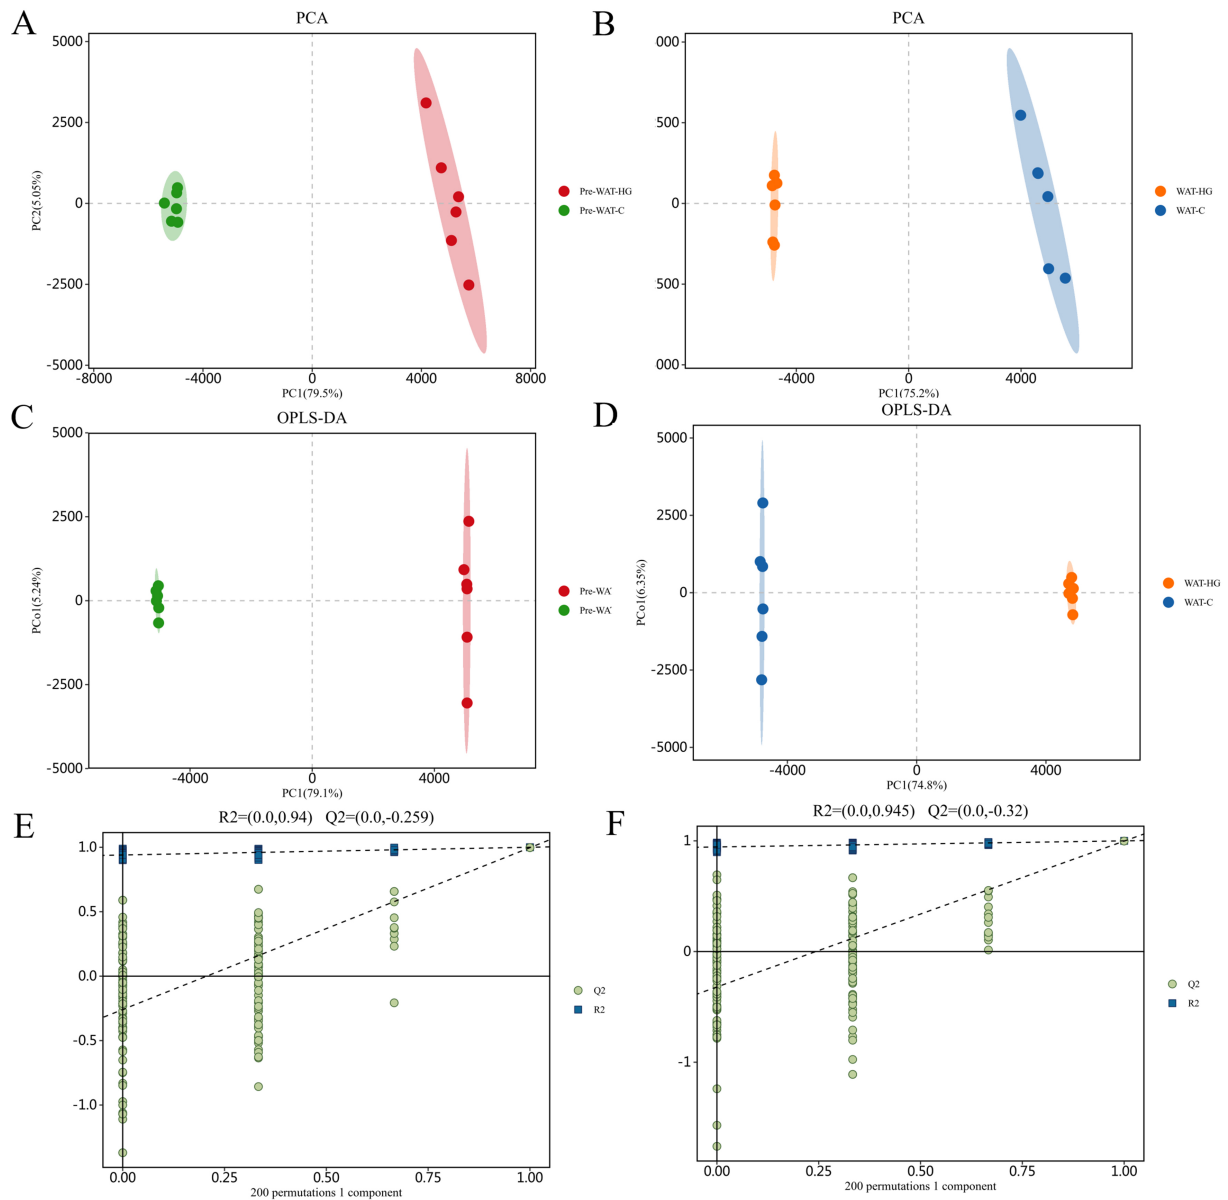 A
PCA
5000
2500
0
-2500
-5000
-8000
-4000
0
4000
8000
PC2(5.05%)
PC1(79.5%)
Pre-WAT-HG
Pre-WAT-C
B
PCA
000
500
0
500
000
-4000
0
4000
PC1(75.2%)
WAT-HG
WAT-C
C
OPLS-DA
5000
2500
0
-2500
-5000
-4000
0
4000
PCo1(5.24%)
PC1(79.1%)
Pre-WA
Pre-WA
D
OPLS-DA
5000
2500
0
-2500
-5000
-4000
0
4000
PCo1(6.35%)
PC1(74.8%)
WAT-HG
WAT-C
E
R2=(0.0,0.94) Q2=(0.0,-0.259)
1.0
0.5
0.0
-0.5
-1.0
0.00
0.25
0.50
0.75
1.00
200 permutations 1 component
Q2
R2
F
R2=(0.0,0.945) Q2=(0.0,-0.32)
1
0
-1
0.00
0.25
0.50
0.75
1.00
200 permutations 1 component
Q2
R2